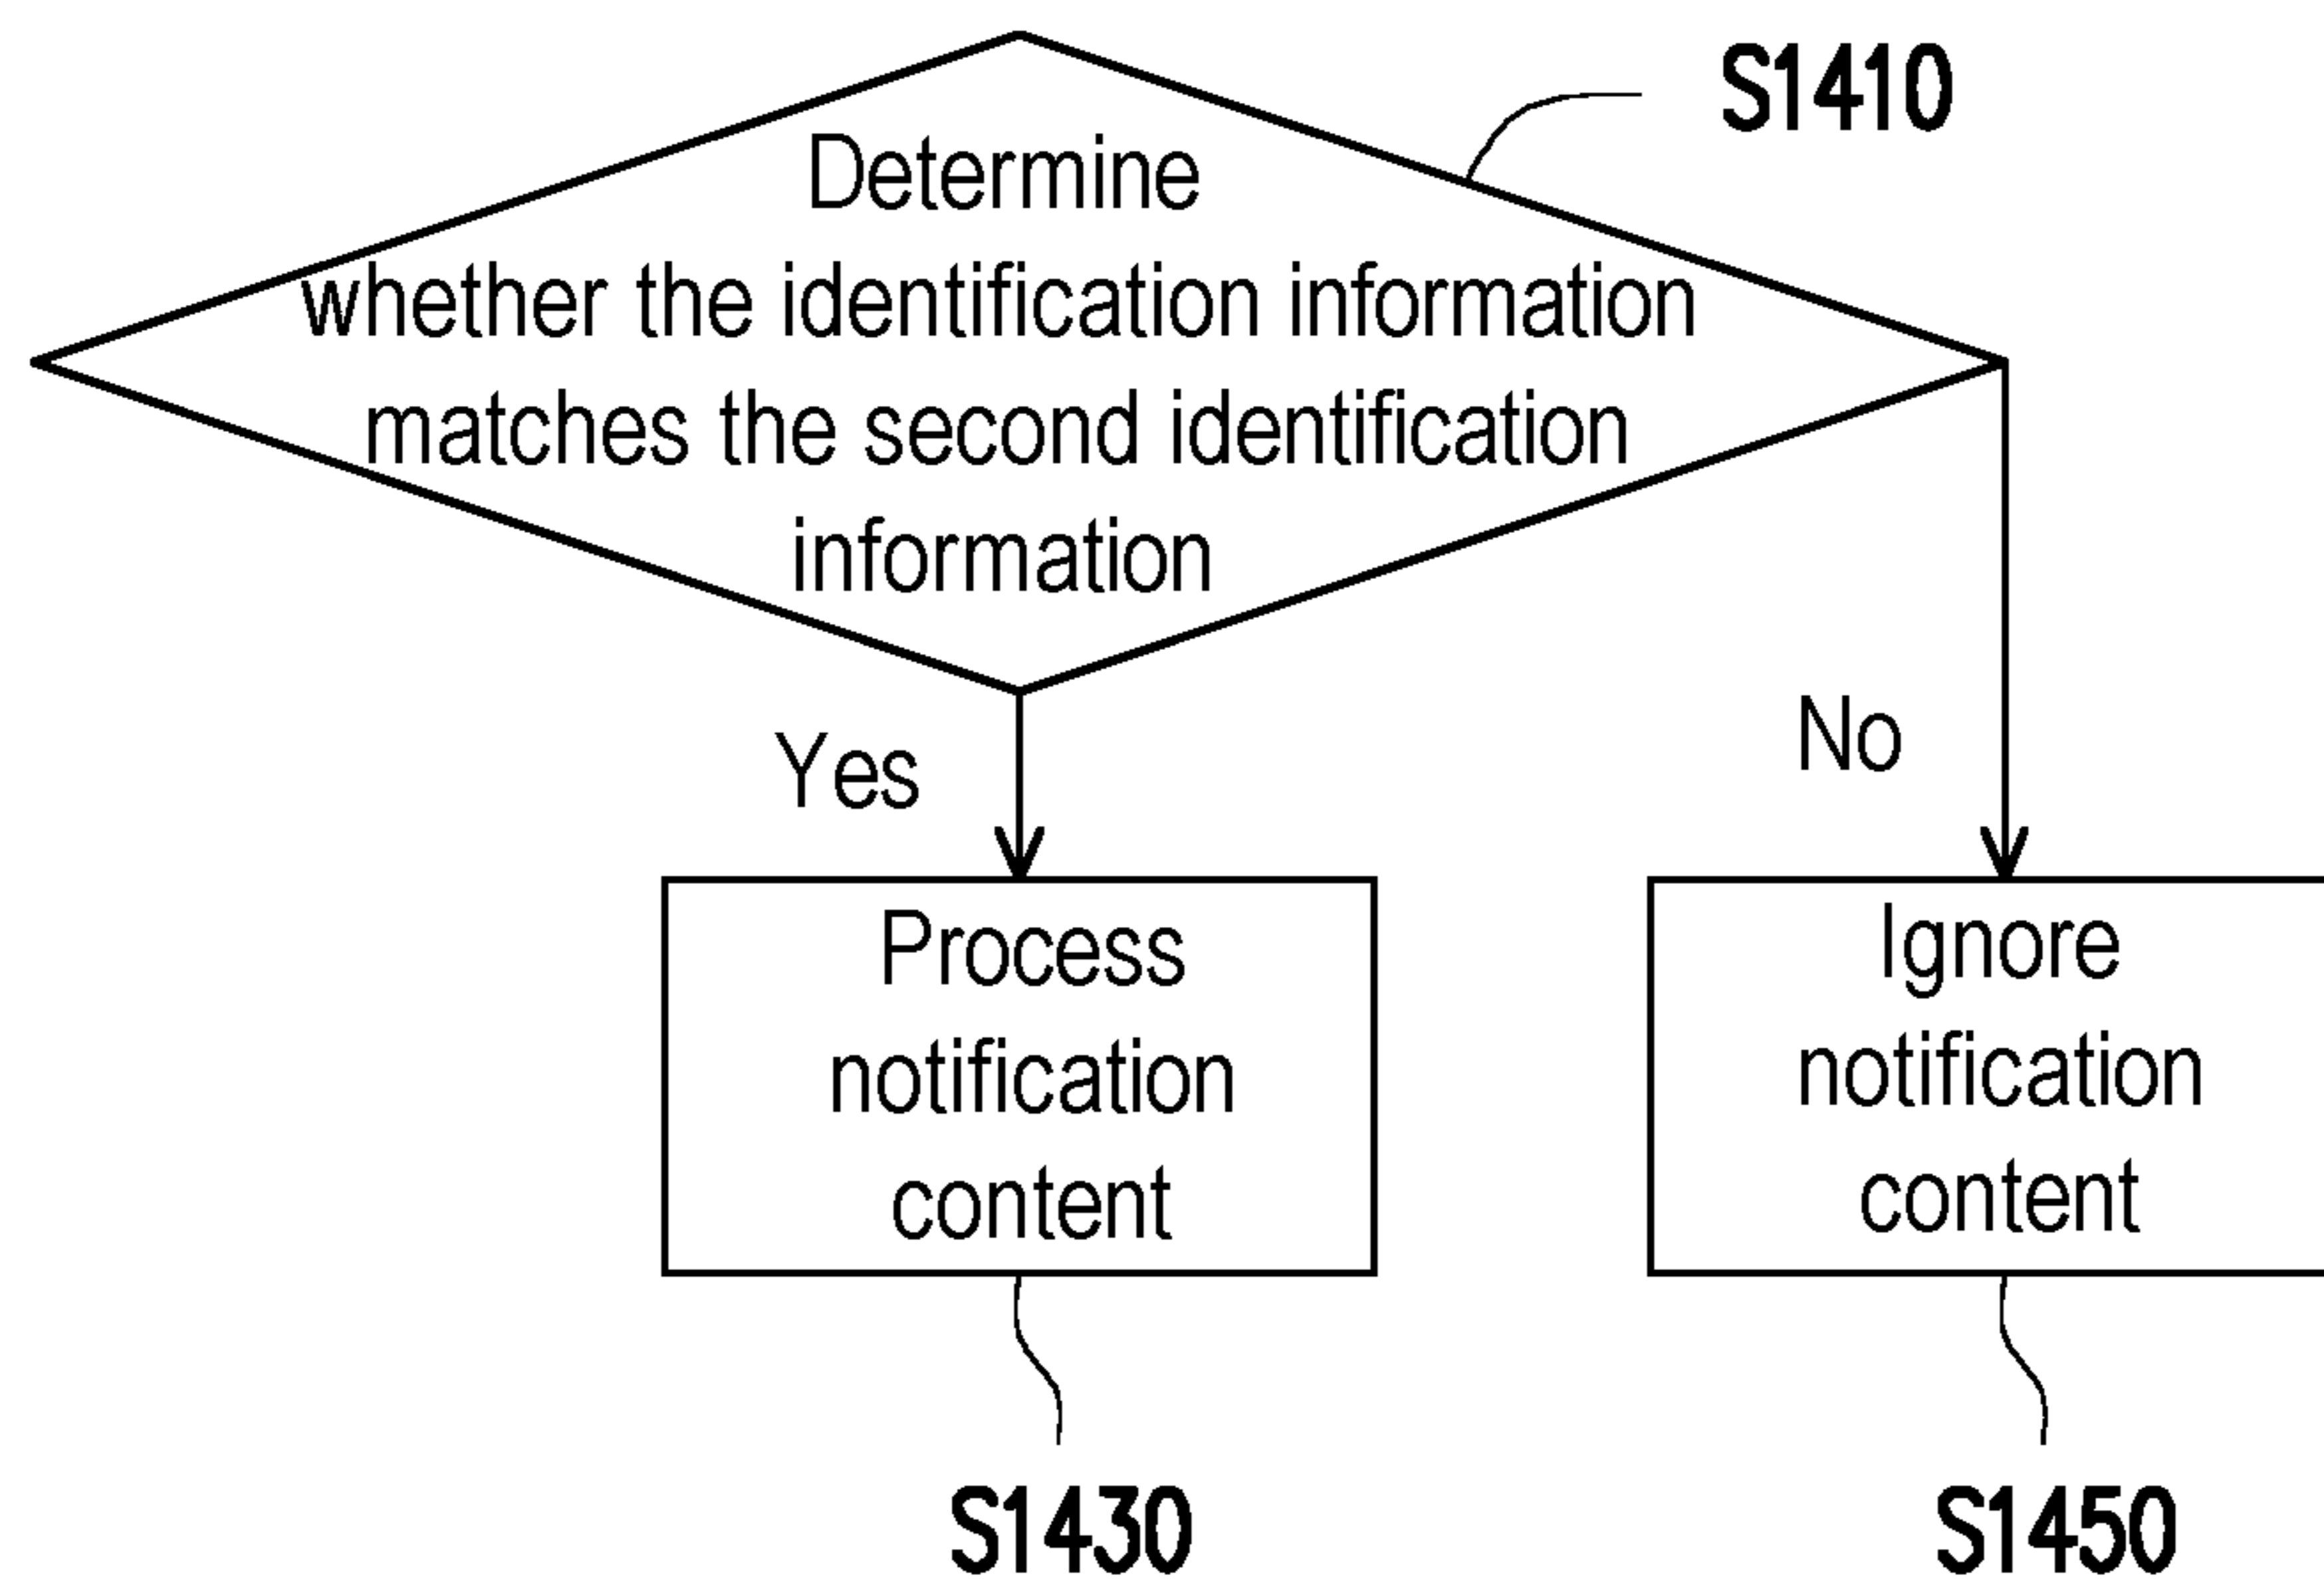 S1410
Determine
whether the identification information
matches the second identification
information
Yes
No
Process
notification
content
Ignore
notification
content
S1430
S1450